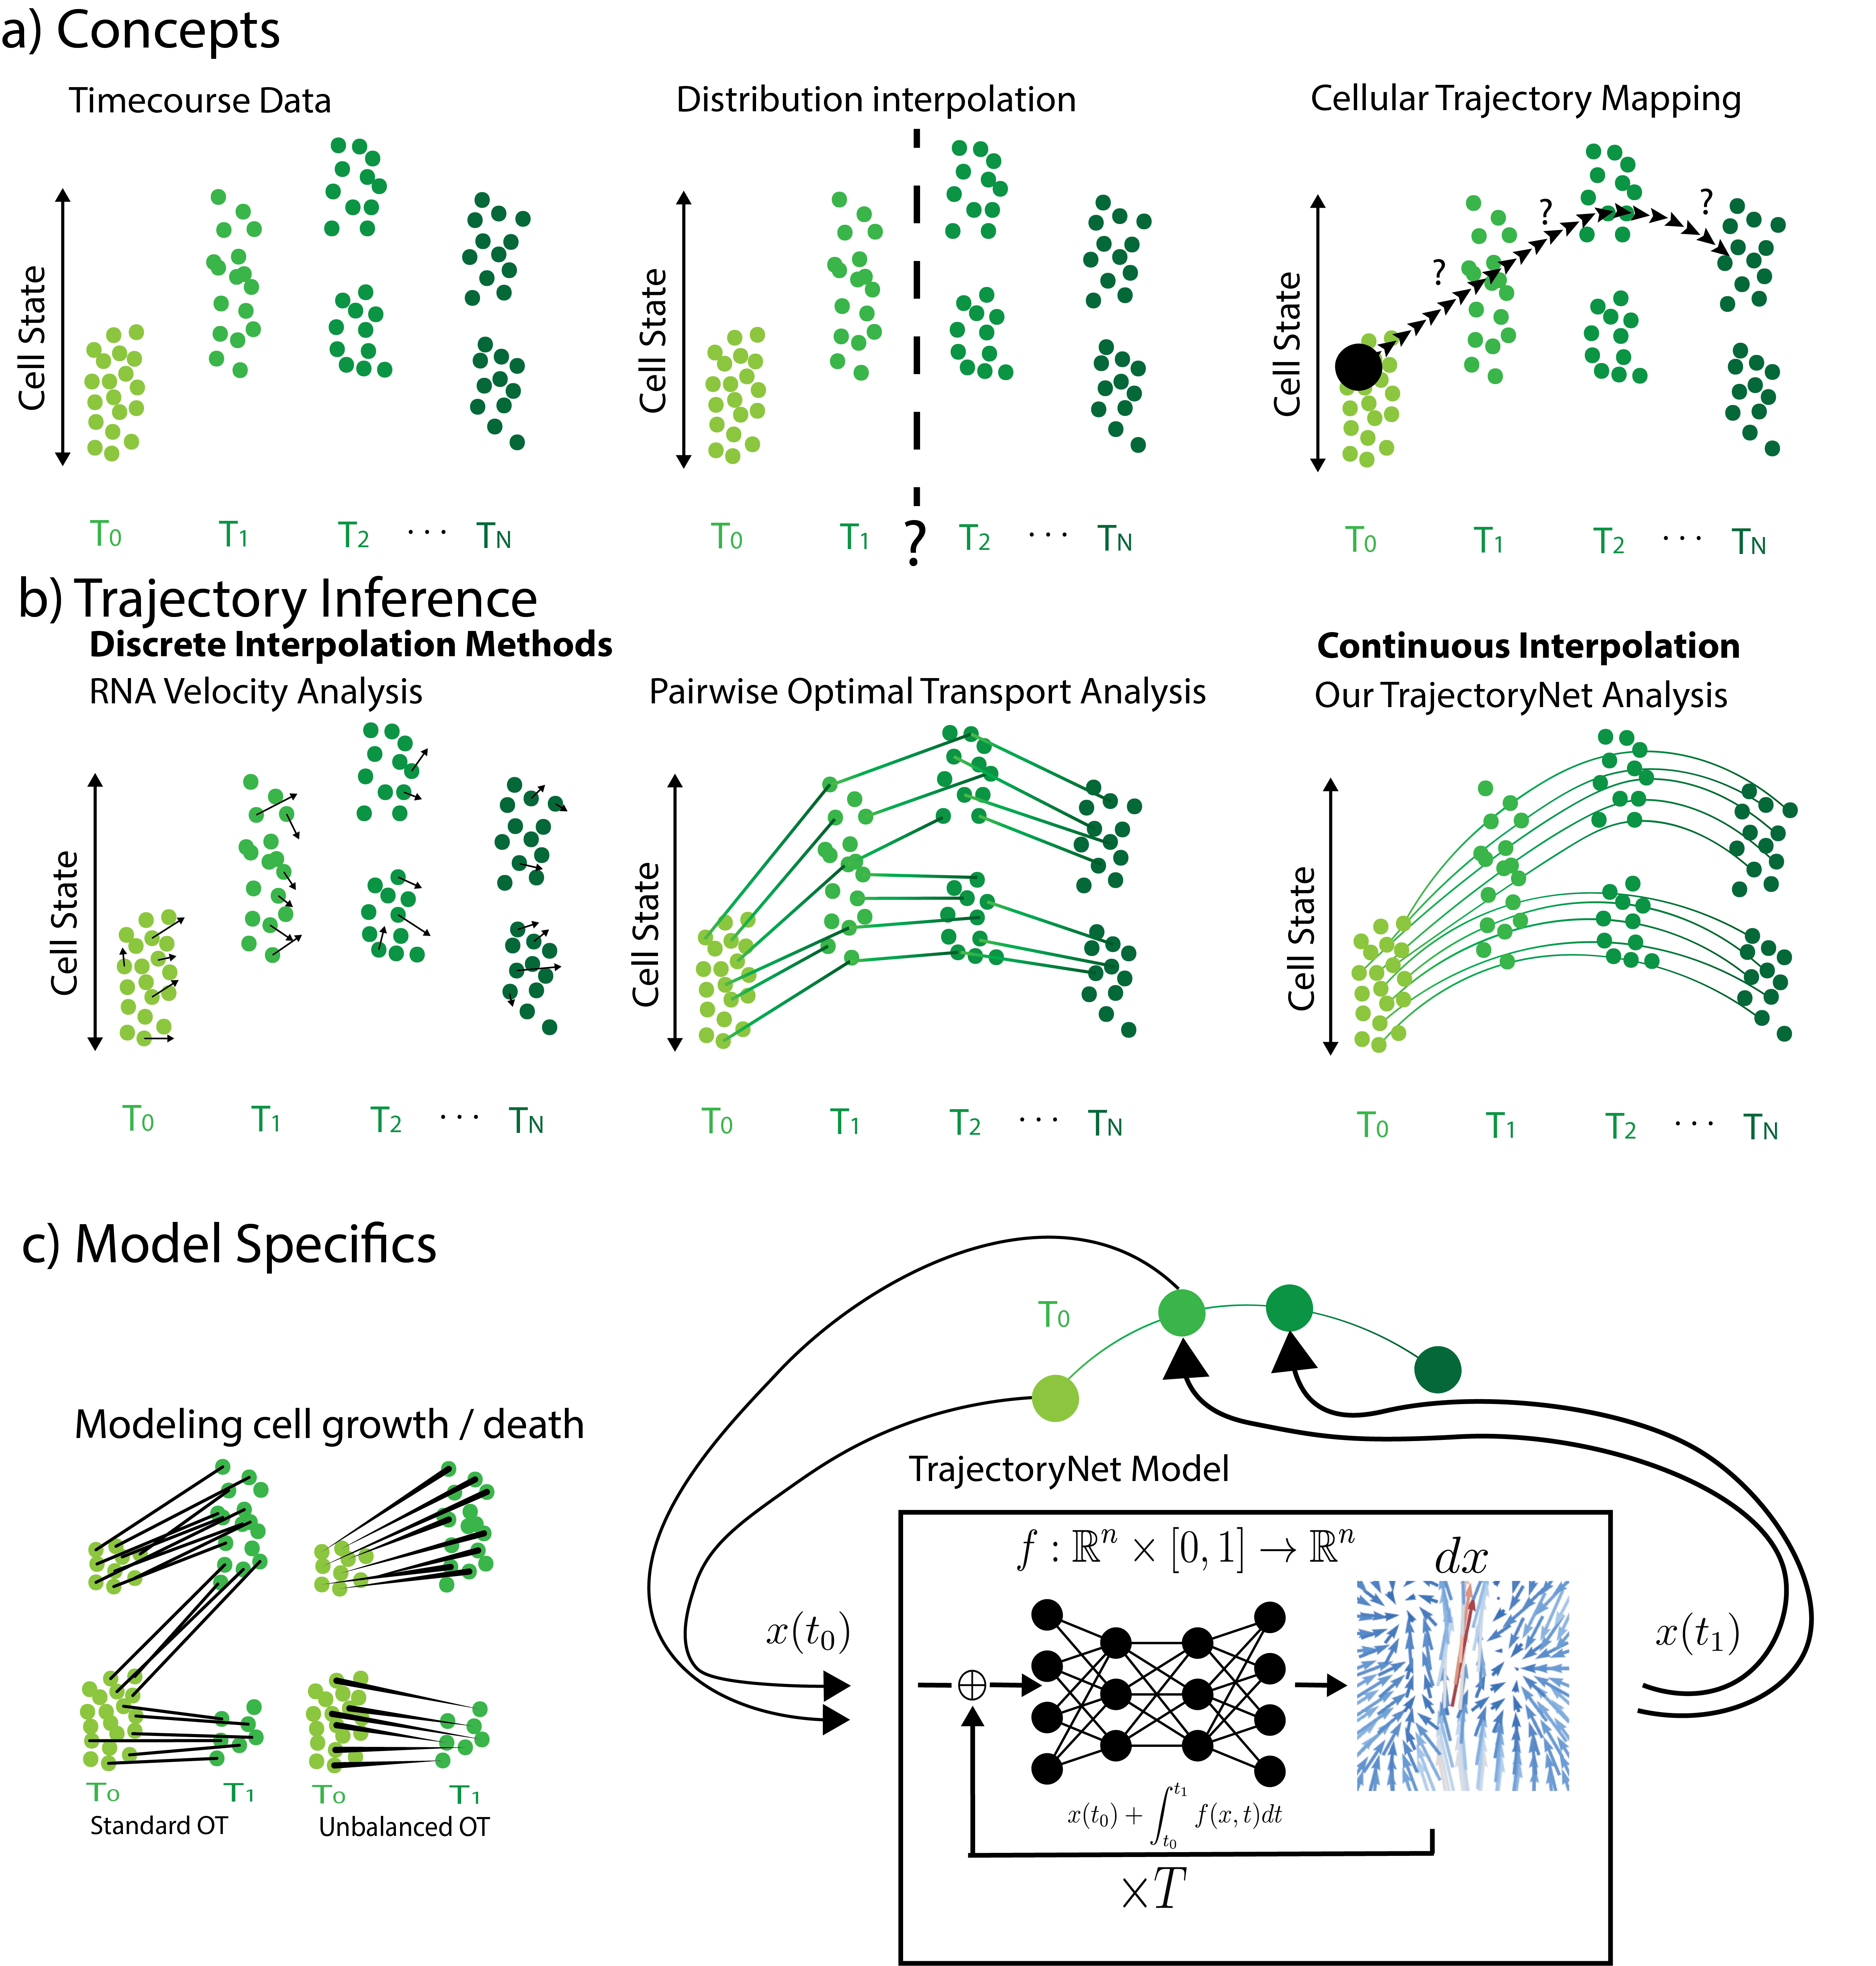 a) Concepts
Timecourse Data
Distribution interpolation
Cellular Trajectory Mapping
Cell State
Cell State
Cell State
?
?
?
T0 T1 T2 ... TN
T0 T1 ? T2 ... TN
T0 T1 T2 ... TN
b) Trajectory Inference
Discrete Interpolation Methods
Continuous Interpolation
RNA Velocity Analysis
Pairwise Optimal Transport Analysis
Our TrajectoryNet Analysis
Cell State
Cell State
Cell State
T0 T1 T2 ... TN
T0 T1 T2 ... TN
T0 T1 T2 ... TN
c) Model Specifics
T0
Modeling cell growth / death
T0 T1
Standard OT
T0 T1
Unbalanced OT
TrajectoryNet Model
f : ℝⁿ × [0, 1] → ℝⁿ
dx
x(t₀)
x(t₁)
⊕
x(t₀) + ∫_{t₀}^{t₁} f(x, t)dt
×T